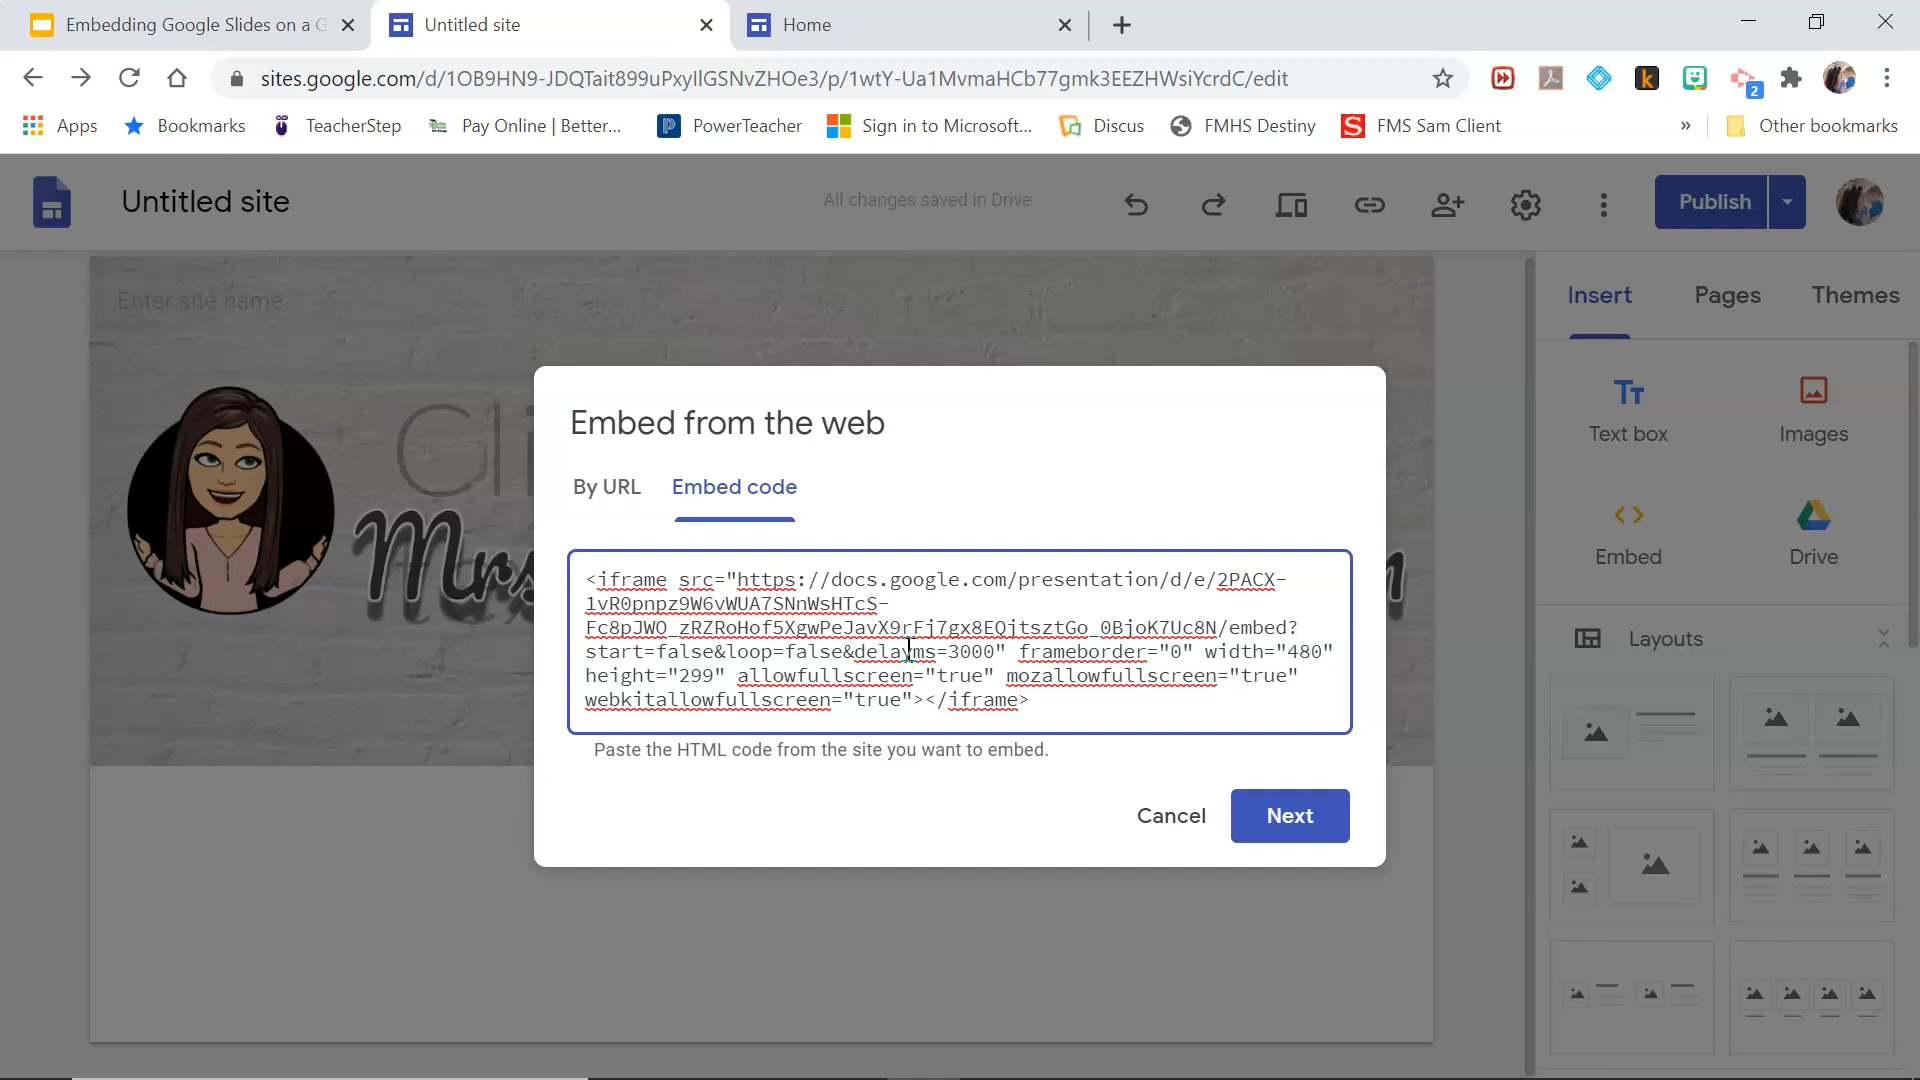 Embedding Google Slides on a G
Untitled site
Home
sites.google.com/d/1OB9HN9-JDQTait899uPxyIlGSNvZHOe3/p/1wtY-Ua1MvmaHCb77gmk3EEZHWsiYcrdC/edit
2
Apps
Bookmarks
TeacherStep
Pay Online | Better...
PowerTeacher
Sign in to Microsoft...
Discus
FMHS Destiny
FMS Sam Client
»
Other bookmarks
Untitled site
All changes saved in Drive
Publish
Enter site name
Insert
Pages
Themes
Cli
Mrs
Embed from the web
By URL
Embed code
<iframe src="https://docs.google.com/presentation/d/e/2PACX-
1vR0pnpz9W6vWUA7SNnWsHTcS-
Fc8pJWO_zRZRoHof5XgwPeJavX9rFj7gx8EQjtsztGo_0BjoK7Uc8N/embed?
start=false&loop=false&delayms=3000" frameborder="0" width="480"
height="299" allowfullscreen="true" mozallowfullscreen="true"
webkitallowfullscreen="true"></iframe>
Paste the HTML code from the site you want to embed.
Cancel
Next
Text box
Images
Embed
Drive
Layouts